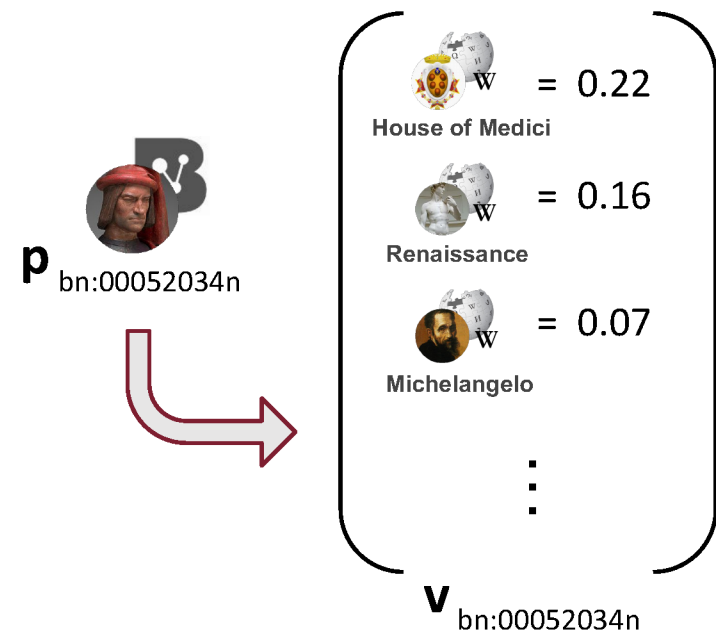 W = 0.22
House of Medici
W = 0.16
Renaissance
p bn:00052034n
W = 0.07
Michelangelo
v bn:00052034n